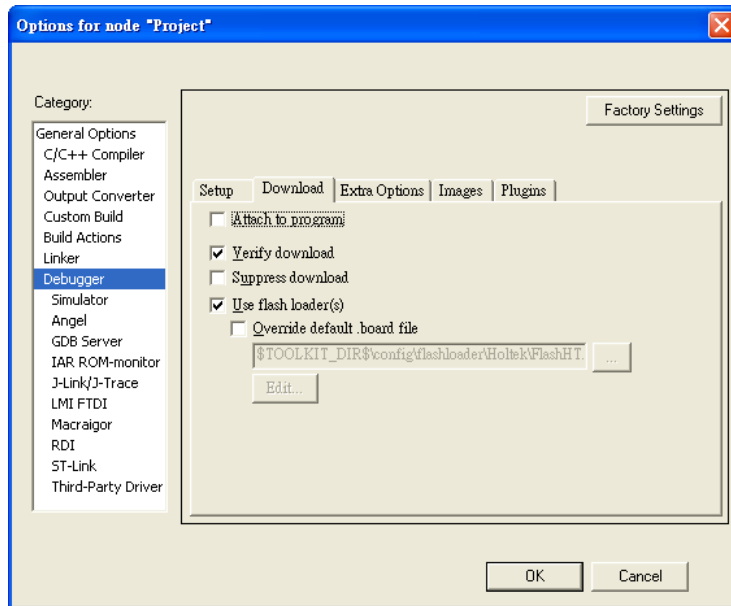 Options for node "Project"
Category:
Factory Settings
General Options
C/C++ Compiler
Assembler
Output Converter
Custom Build
Build Actions
Linker
Debugger
Simulator
Angel
GDB Server
IAR ROM-monitor
J-Link/J-Trace
LMI FTDI
Macraigor
RDI
ST-Link
Third-Party Driver
Setup Download Extra Options Images Plugins
Attach to program
Verify download
Suppress download
Use flash loader(s)
Override default .board file
$TOOLKIT_DIR$\config\flashloader\Holtek\FlashHT.
...
Edit...
OK Cancel